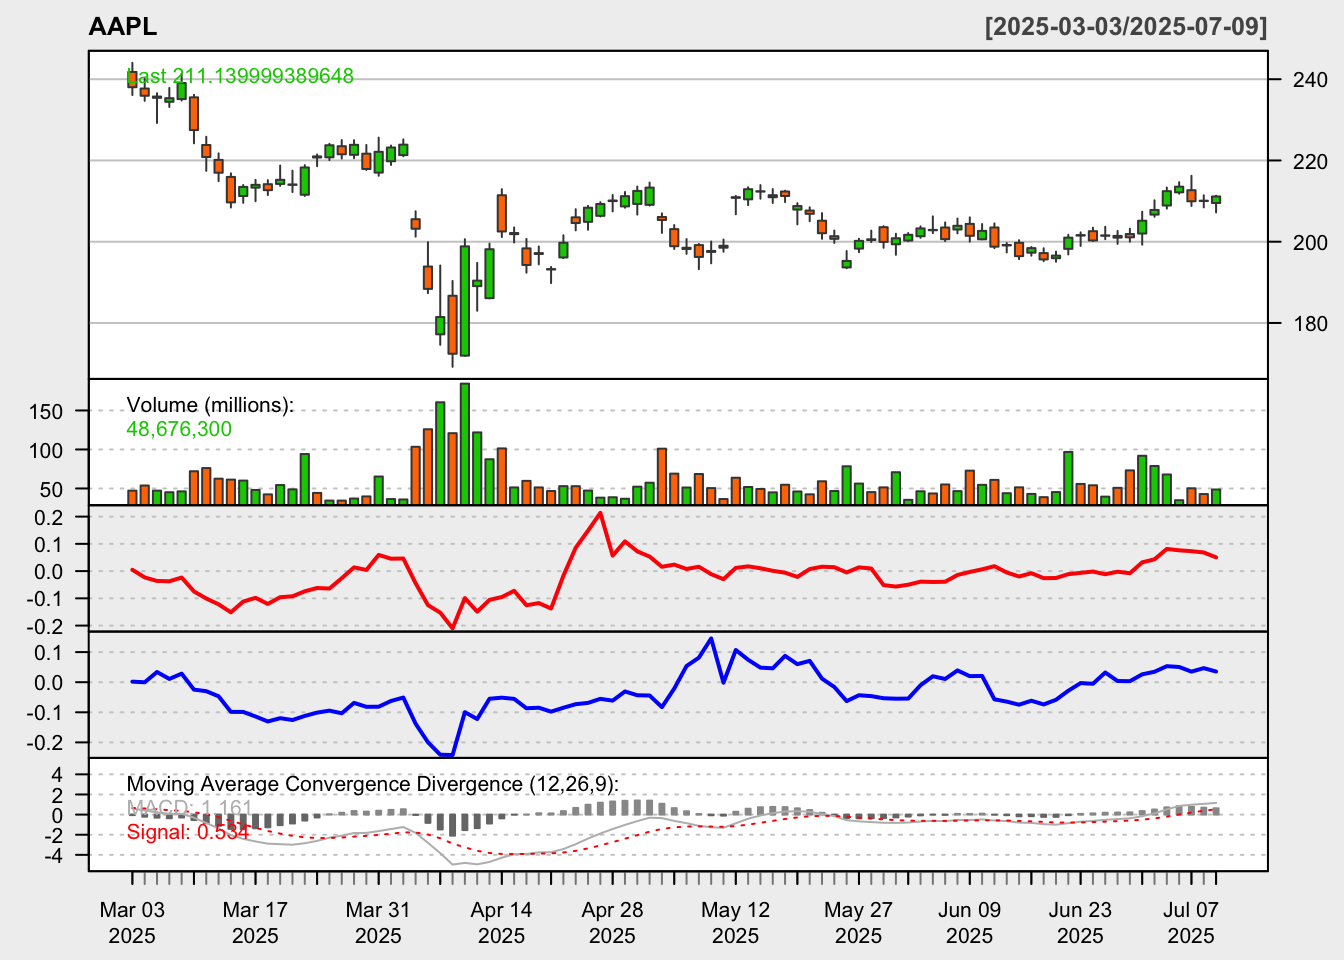 AAPL [2025-03-03/2025-07-09]
Last 211.139999389648
240
220
200
180
Volume (millions):
48,676,300
150
100
50
0.2
0.1
0.0
-0.1
-0.2
0.1
0.0
-0.1
-0.2
Moving Average Convergence Divergence (12,26,9):
MACD: 1.161
Signal: 0.534
4
2
0
-2
-4
Mar 03 Mar 17 Mar 31 Apr 14 Apr 28 May 12 May 27 Jun 09 Jun 23 Jul 07
2025 2025 2025 2025 2025 2025 2025 2025 2025 2025